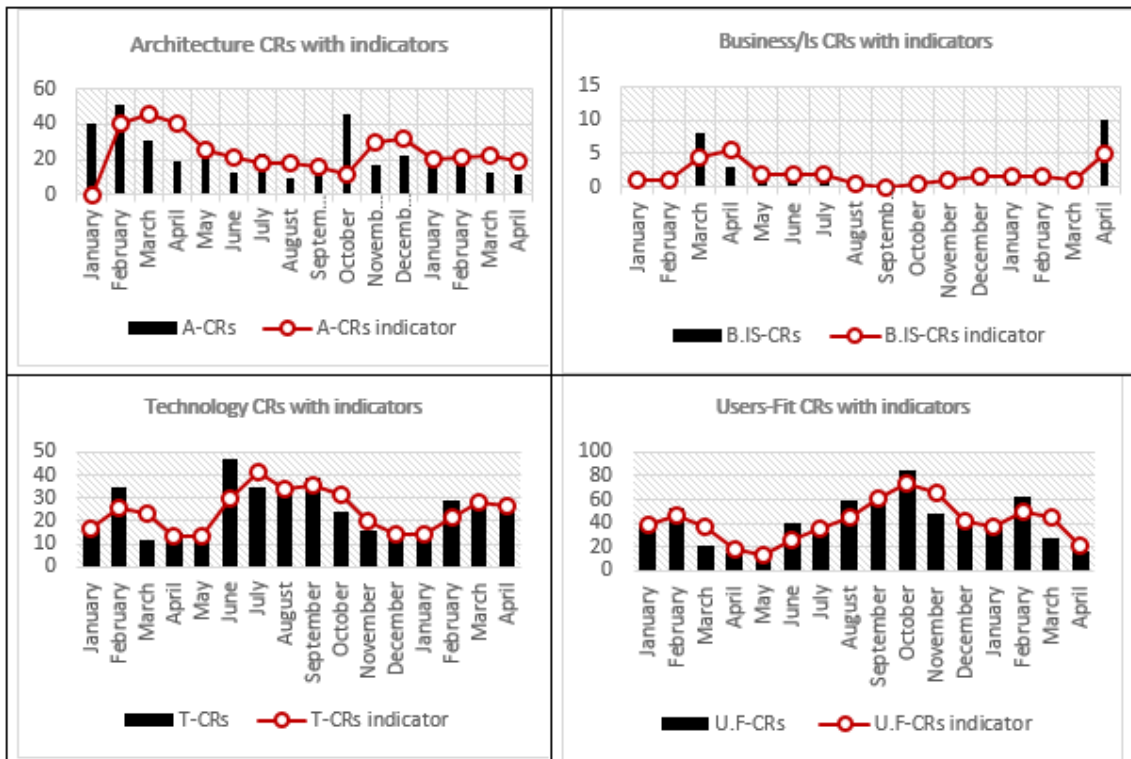 Architecture CRs with indicators
60
40
20
0
January
February
March
April
May
June
July
August
Septem...
October
Novemb...
Decemb...
January
February
March
April
A-CRs
A-CRs indicator
Business/Is CRs with indicators
15
10
5
0
January
February
March
April
May
June
July
August
Septemb...
October
November
December
January
February
March
April
B.IS-CRs
B.IS-CRs indicator
Technology CRs with indicators
50
40
30
20
10
0
January
February
March
April
May
June
July
August
September
October
November
December
January
February
March
April
T-CRs
T-CRs indicator
Users-Fit CRs with indicators
100
80
60
40
20
0
January
February
March
April
May
June
July
August
September
October
November
December
January
February
March
April
U.F-CRs
U.F-CRs indicator